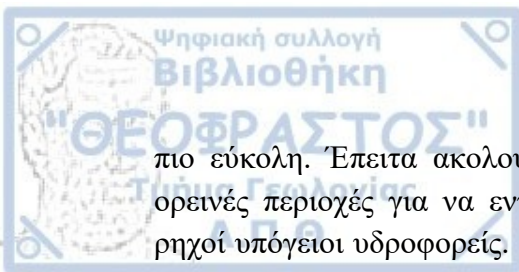 Ψηφιακή συλλογή
Βιβλιοθήκη
"ΘΕΟΦΡΑΣΤΟΣ"
πιο εύκολη. Έπειτα ακολου
Τμήμα Γεωλογίας
ορεινές περιοχές για να εν
Α.Π.Θ
ρηχοί υπόγειοι υδροφορείς.